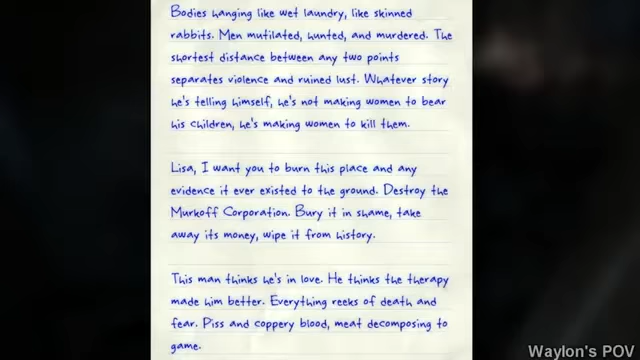 Bodies hanging like wet laundry, like skinned
rabbits. Men mutilated, hunted, and murdered. The
shortest distance between any two points
separates violence and ruined lust. Whatever story
he's telling himself, he's not making women to bear
his children, he's making women to kill them.
Lisa, I want you to burn this place and any
evidence it ever existed to the ground. Destroy the
Murkoff Corporation. Bury it in shame, take
away its money, wipe it from history.
This man thinks he's in love. He thinks the therapy
made him better. Everything reeks of death and
fear. Piss and coppery blood, meat decomposing to
game.
Waylon's POV